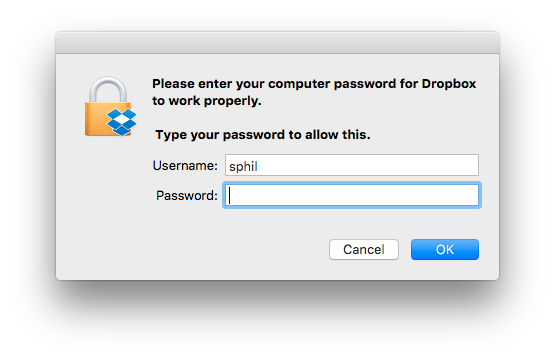 Please enter your computer password for Dropbox
to work properly.
Type your password to allow this.
Username: sphil
Password:
Cancel OK